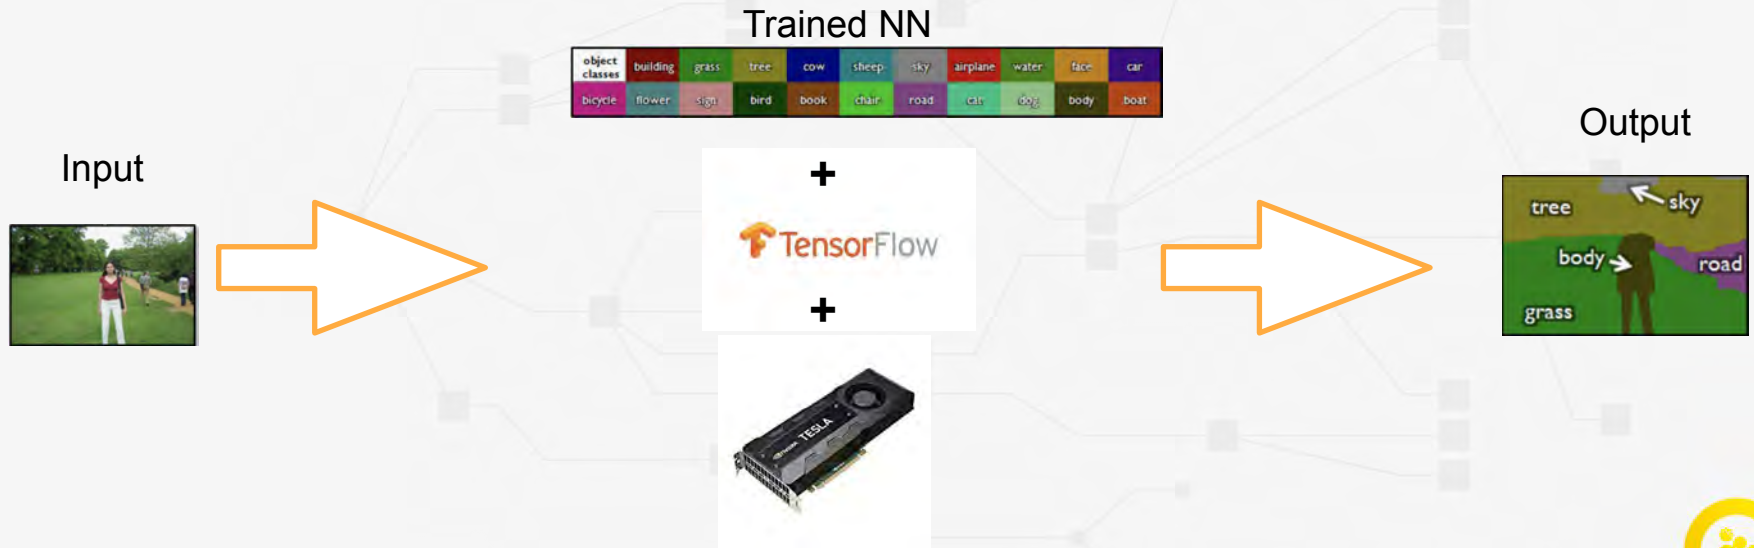 Trained NN
object classes building grass tree cow sheep sky airplane water face car
bicycle flower sign bird book chair road cat dog body boat
Output
Input
+
TensorFlow
+
TESLA
tree
sky
body
road
grass